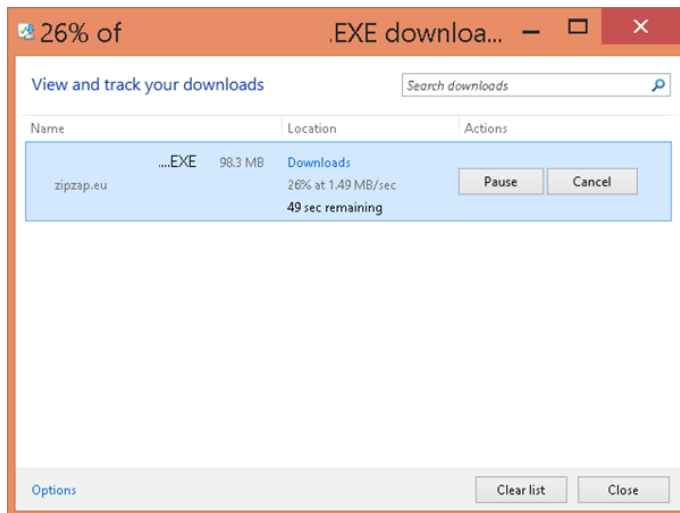 26% of .EXE downloa...
View and track your downloads
Search downloads
Name Location Actions
....EXE 98.3 MB Downloads Pause Cancel
zipzap.eu 26% at 1.49 MB/sec
49 sec remaining
Options Clear list Close